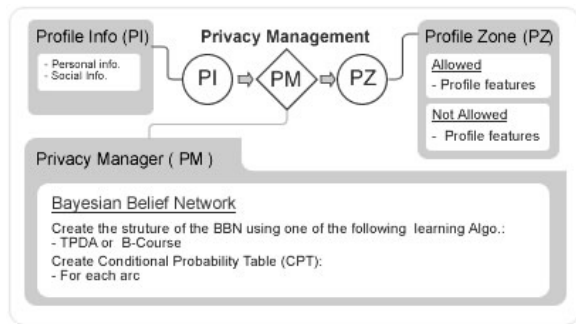 Profile Info (PI)
- Personal info.
- Social Info.
Privacy Management
PI
PM
PZ
Profile Zone (PZ)
Allowed
- Profile features
Not Allowed
- Profile features
Privacy Manager ( PM )
Bayesian Belief Network
Create the struture of the BBN using one of the following learning Algo.:
- TPDA or B-Course
Create Conditional Probability Table (CPT):
- For each arc